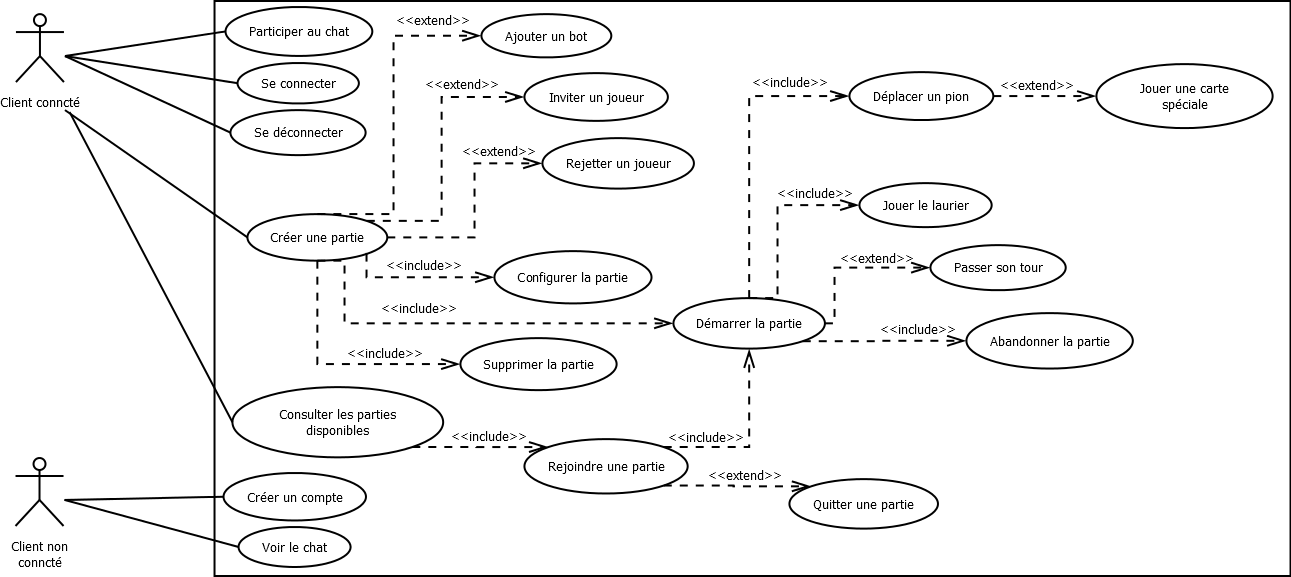 Client conncté
Participer au chat
Se connecter
Se déconnecter
<<extend>>
Ajouter un bot
<<extend>>
Inviter un joueur
<<extend>>
Rejetter un joueur
Créer une partie
<<include>>
Configurer la partie
<<include>>
<<include>>
Supprimer la partie
<<include>>
Déplacer un pion
<<extend>>
Jouer une carte
spéciale
<<include>>
Jouer le laurier
<<extend>>
Passer son tour
Démarrer la partie
<<include>>
Abandonner la partie
Consulter les parties
disponibles
<<include>>
Rejoindre une partie
<<include>>
<<extend>>
Quitter une partie
Client non
conncté
Créer un compte
Voir le chat